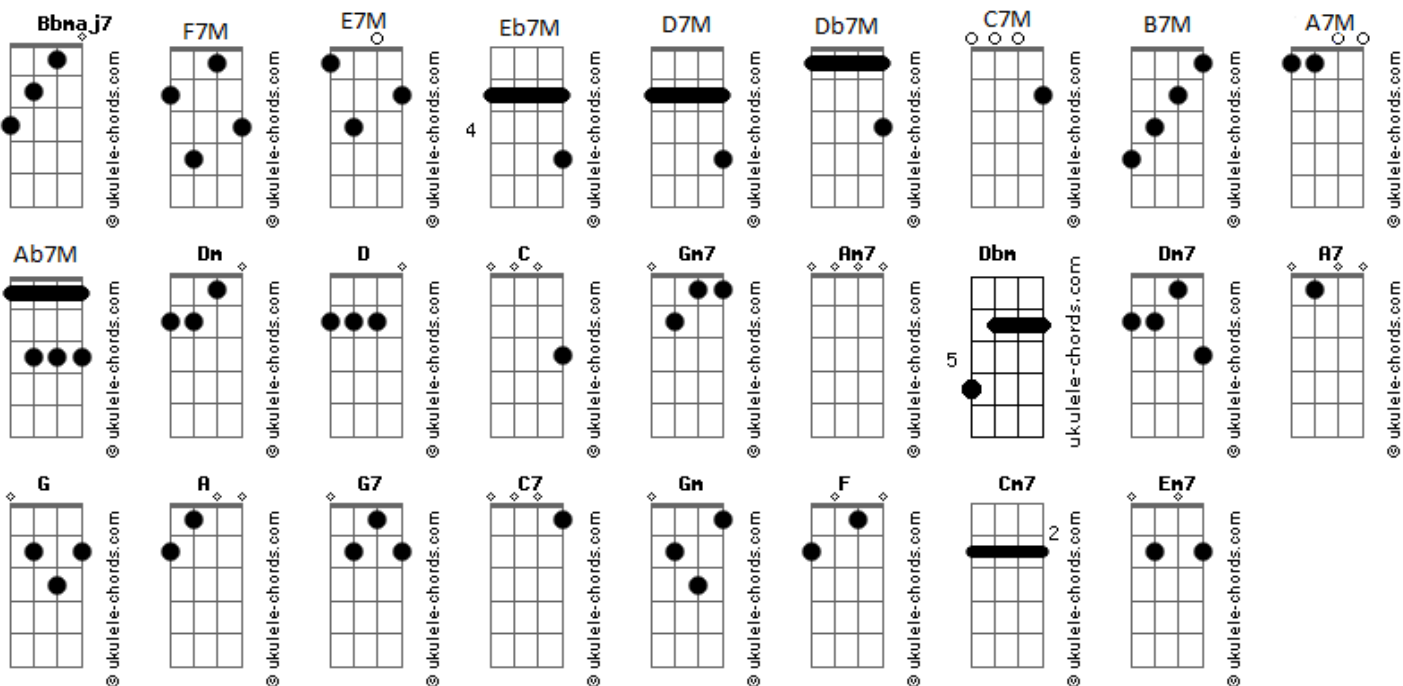 Bbmaj7 F7M E7M Eb7M D7M Db7M C7M B7M A7M
4
© ukulele-chords.com © ukulele-chords.com © ukulele-chords.com © ukulele-chords.com © ukulele-chords.com © ukulele-chords.com © ukulele-chords.com © ukulele-chords.com © ukulele-chords.com
Ab7M Dm D C Gm7 Am7 Dbm Dm7 A7
5
© ukulele-chords.com © ukulele-chords.com © ukulele-chords.com © ukulele-chords.com © ukulele-chords.com © ukulele-chords.com ukulele-chords.com © ukulele-chords.com © ukulele-chords.com
G A G7 C7 Gm F Cm7 Em7
2
© ukulele-chords.com © ukulele-chords.com © ukulele-chords.com © ukulele-chords.com © ukulele-chords.com © ukulele-chords.com © ukulele-chords.com © ukulele-chords.com